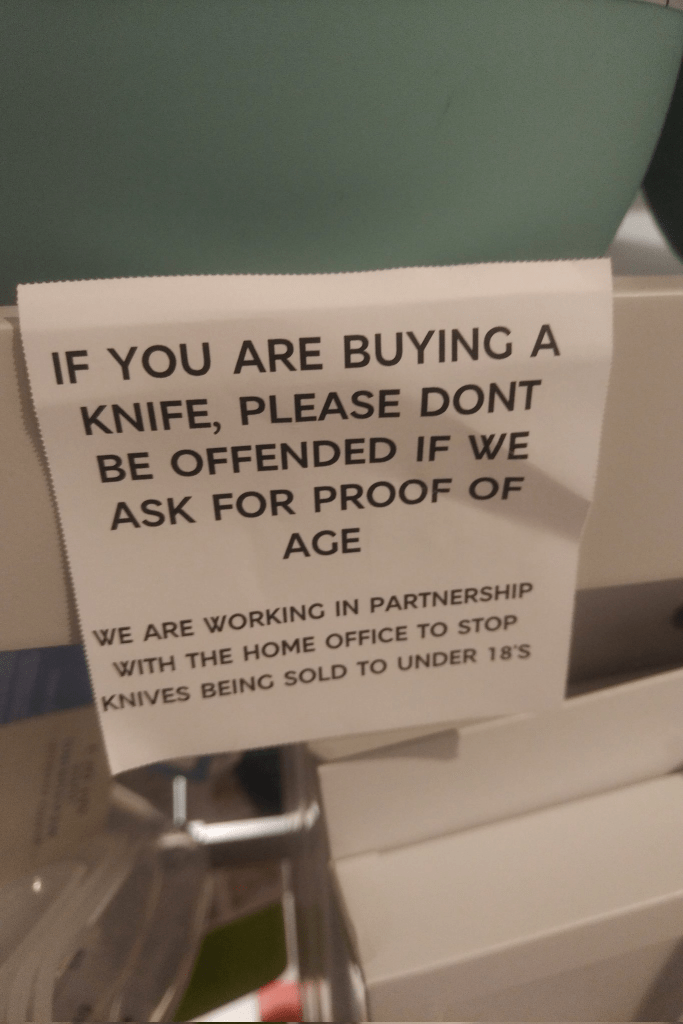 IF YOU ARE BUYING A
KNIFE, PLEASE DONT
BE OFFENDED IF WE
ASK FOR PROOF OF
AGE
WE ARE WORKING IN PARTNERSHIP
WITH THE HOME OFFICE TO STOP
KNIVES BEING SOLD TO UNDER 18'S